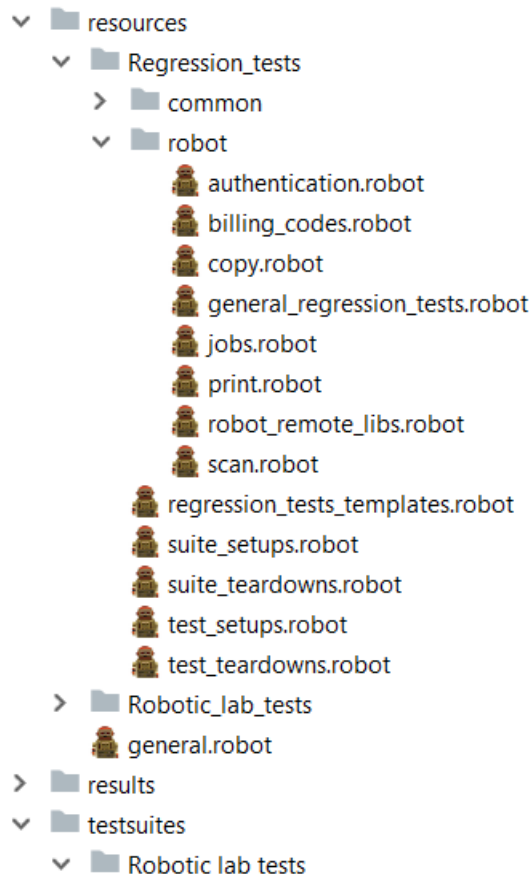 resources
Regression_tests
common
robot
authentication.robot
billing_codes.robot
copy.robot
general_regression_tests.robot
jobs.robot
print.robot
robot_remote_libs.robot
scan.robot
regression_tests_templates.robot
suite_setups.robot
suite_teardowns.robot
test_setups.robot
test_teardowns.robot
Robotic_lab_tests
general.robot
results
testsuites
Robotic lab tests